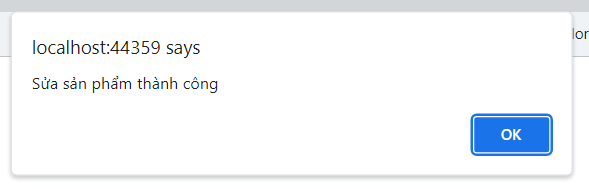 localhost:44359 says
Sửa sản phẩm thành công
OK